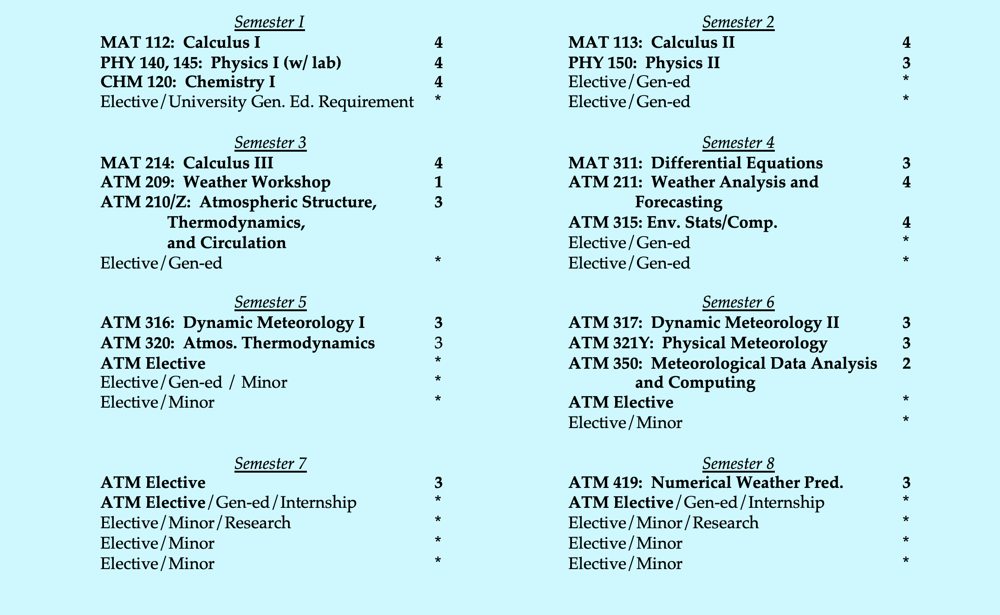 Semester I
MAT 112: Calculus I 4
PHY 140, 145: Physics I (w/ lab) 4
CHM 120: Chemistry I 4
Elective/University Gen. Ed. Requirement *
Semester 2
MAT 113: Calculus II 4
PHY 150: Physics II 3
Elective/Gen-ed *
Elective/Gen-ed *
Semester 3
MAT 214: Calculus III 4
ATM 209: Weather Workshop 1
ATM 210/Z: Atmospheric Structure, 3
Thermodynamics,
and Circulation
Elective/Gen-ed *
Semester 4
MAT 311: Differential Equations 3
ATM 211: Weather Analysis and 4
Forecasting
ATM 315: Env. Stats/Comp. 4
Elective/Gen-ed *
Elective/Gen-ed *
Semester 5
ATM 316: Dynamic Meteorology I 3
ATM 320: Atmos. Thermodynamics 3
ATM Elective *
Elective/Gen-ed / Minor *
Elective/Minor *
Semester 6
ATM 317: Dynamic Meteorology II 3
ATM 321Y: Physical Meteorology 3
ATM 350: Meteorological Data Analysis 2
and Computing
ATM Elective *
Elective/Minor *
Semester 7
ATM Elective 3
ATM Elective/Gen-ed/Internship *
Elective/Minor/Research *
Elective/Minor *
Elective/Minor *
Semester 8
ATM 419: Numerical Weather Pred. 3
ATM Elective/Gen-ed/Internship *
Elective/Minor/Research *
Elective/Minor *
Elective/Minor *